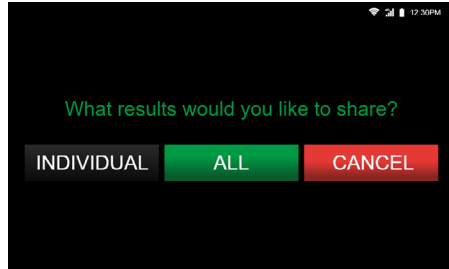 12:30PM
What results would you like to share?
INDIVIDUAL ALL CANCEL